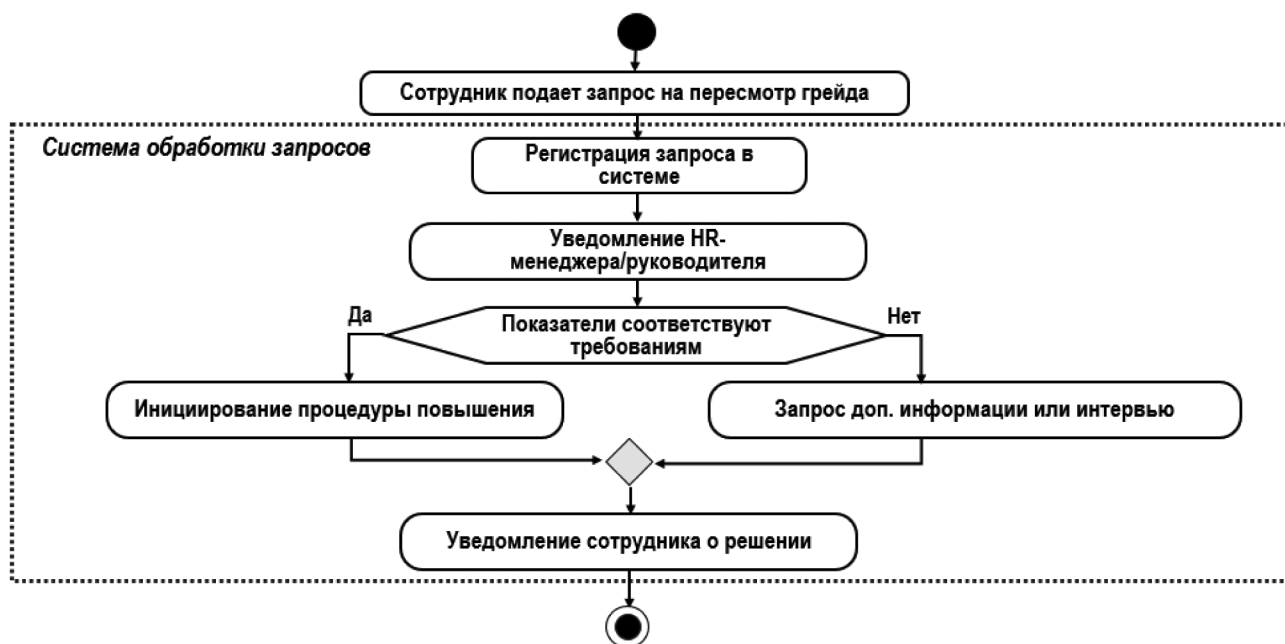 Сотрудник подает запрос на пересмотр грейда
Система обработки запросов
Регистрация запроса в
системе
Уведомление HR-
менеджера/руководителя
Да
Показатели соответствуют
требованиям
Нет
Инициирование процедуры повышения
Запрос доп. информации или интервью
Уведомление сотрудника о решении